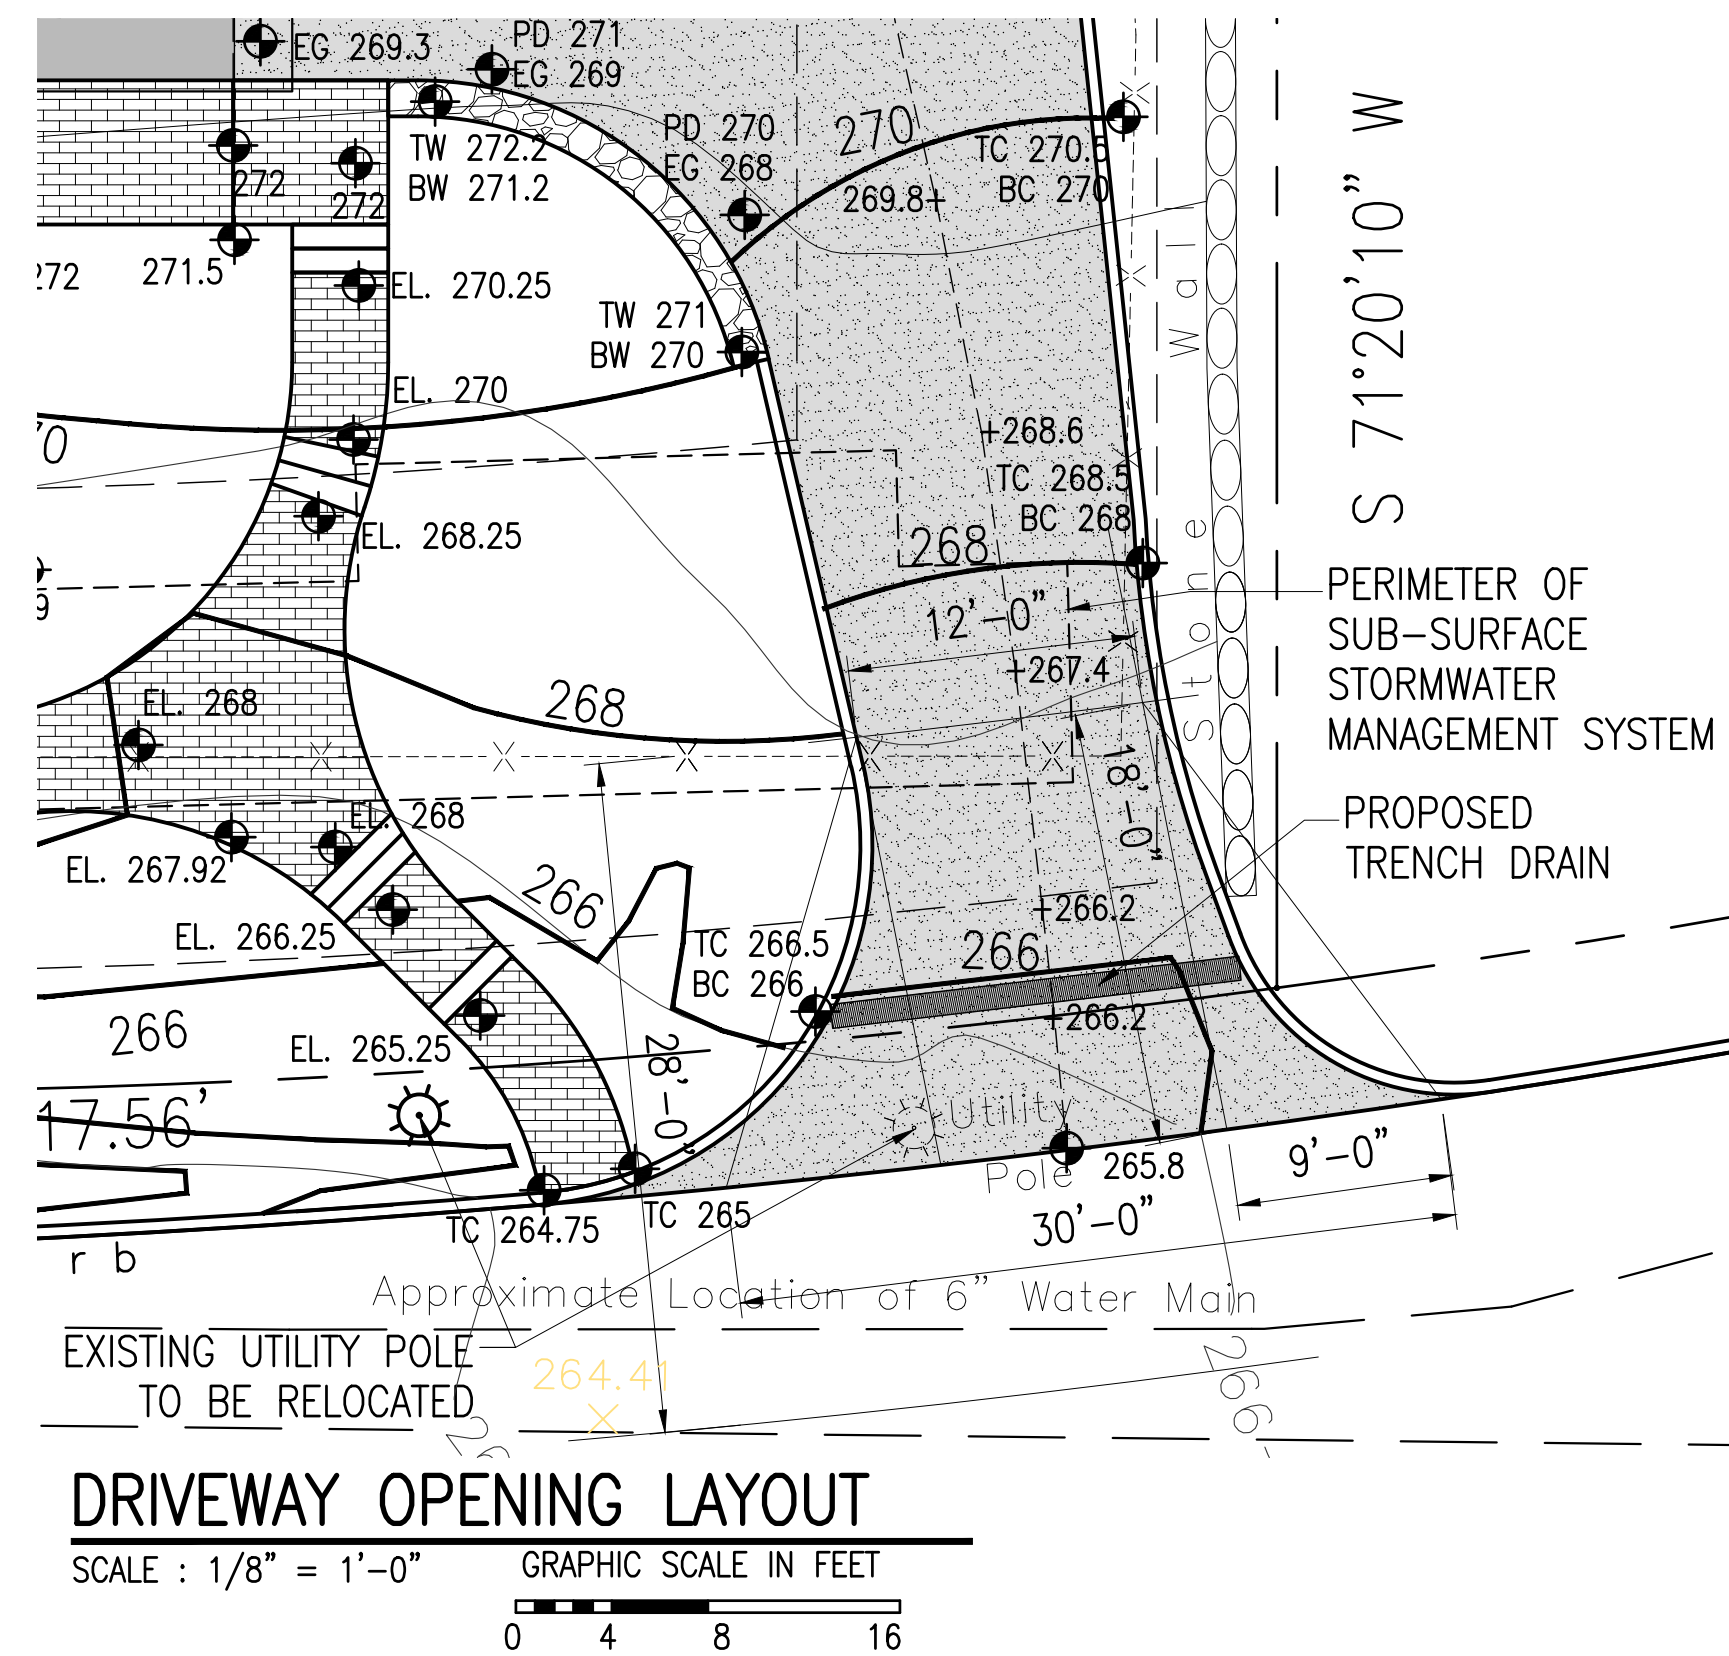 EG 269.3
PD 271
EG 269
PD 270
EG 268
270
TC 270.5
BC 270
269.8+
TW 272.2
BW 271.2
272
272
272
271.5
EL. 270.25
TW 271
BW 270
EL. 270
70
+268.6
TC 268.5
BC 268
268
EL. 268.25
9
12'-0"
+267.4
S 71°20'10" W
Stone Wall
PERIMETER OF
SUB-SURFACE
STORMWATER
MANAGEMENT SYSTEM
EL. 268
268
18'-0"
PROPOSED
TRENCH DRAIN
EL. 268
EL. 267.92
266
+266.2
EL. 266.25
TC 266.5
BC 266
266
+266.2
266
EL. 265.25
28'-0"
17.56'
Utility
Pole
265.8
9'-0"
30'-0"
TC 264.75
TC 265
r b
Approximate Location of 6" Water Main
EXISTING UTILITY POLE
TO BE RELOCATED
264.41
266
DRIVEWAY OPENING LAYOUT
SCALE : 1/8" = 1'-0"
GRAPHIC SCALE IN FEET
0 4 8 16